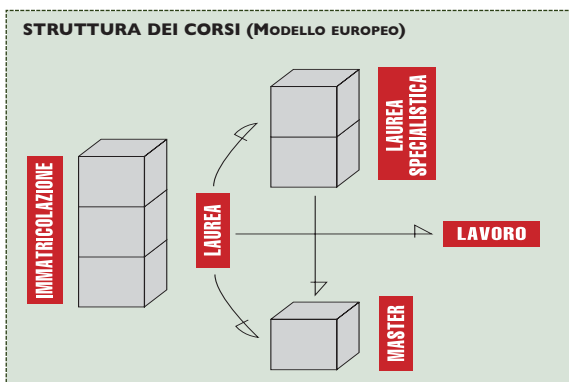 STRUTTURA DEI CORSI (MODELLO EUROPEO)
IMMATRICOLAZIONE
LAUREA
LAUREA
SPECIALISTICA
LAVORO
MASTER